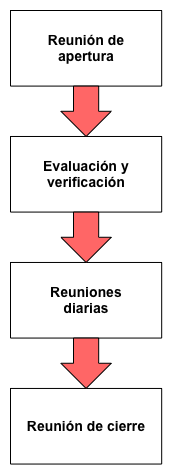 Reunión de
apertura
Evaluación y
verificación
Reuniones
diarias
Reunión de cierre